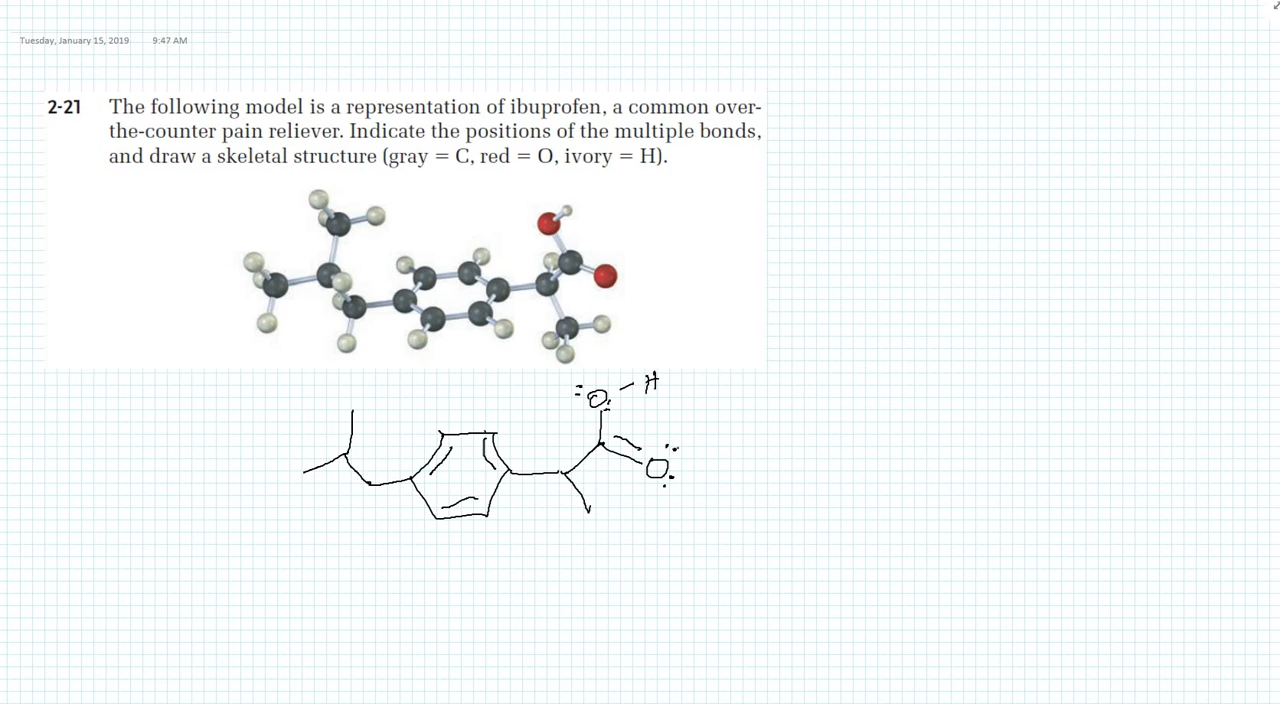 Tuesday, January 15, 2019 9:47 AM
2-21 The following model is a representation of ibuprofen, a common over-
the-counter pain reliever. Indicate the positions of the multiple bonds,
and draw a skeletal structure (gray = C, red = O, ivory = H).
:O: – H
O